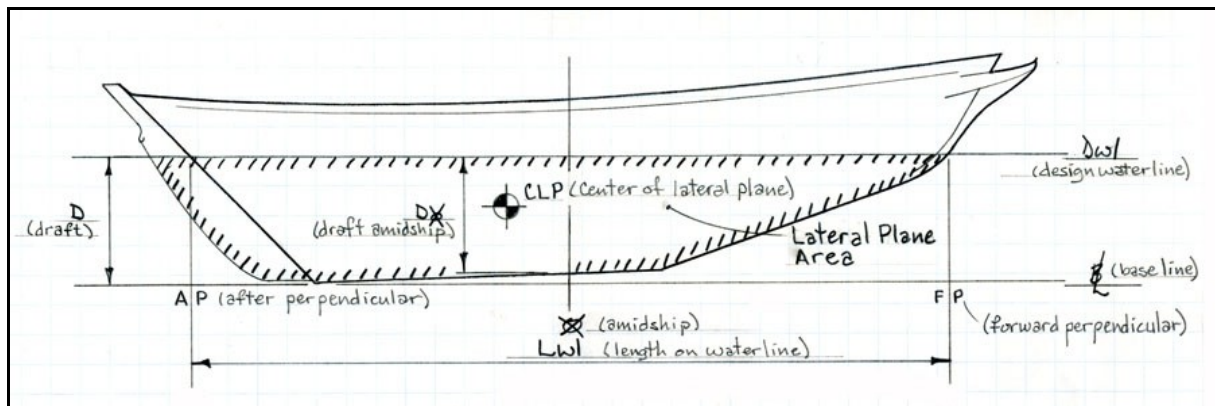 Dwl
(design waterline)
CLP (center of lateral plane)
D
(draft)
D
(draft amidship)
Lateral Plane
Area
(base line)
A P (after perpendicular)
F P
(forward perpendicular)
(amidship)
Lwl (length on waterline)